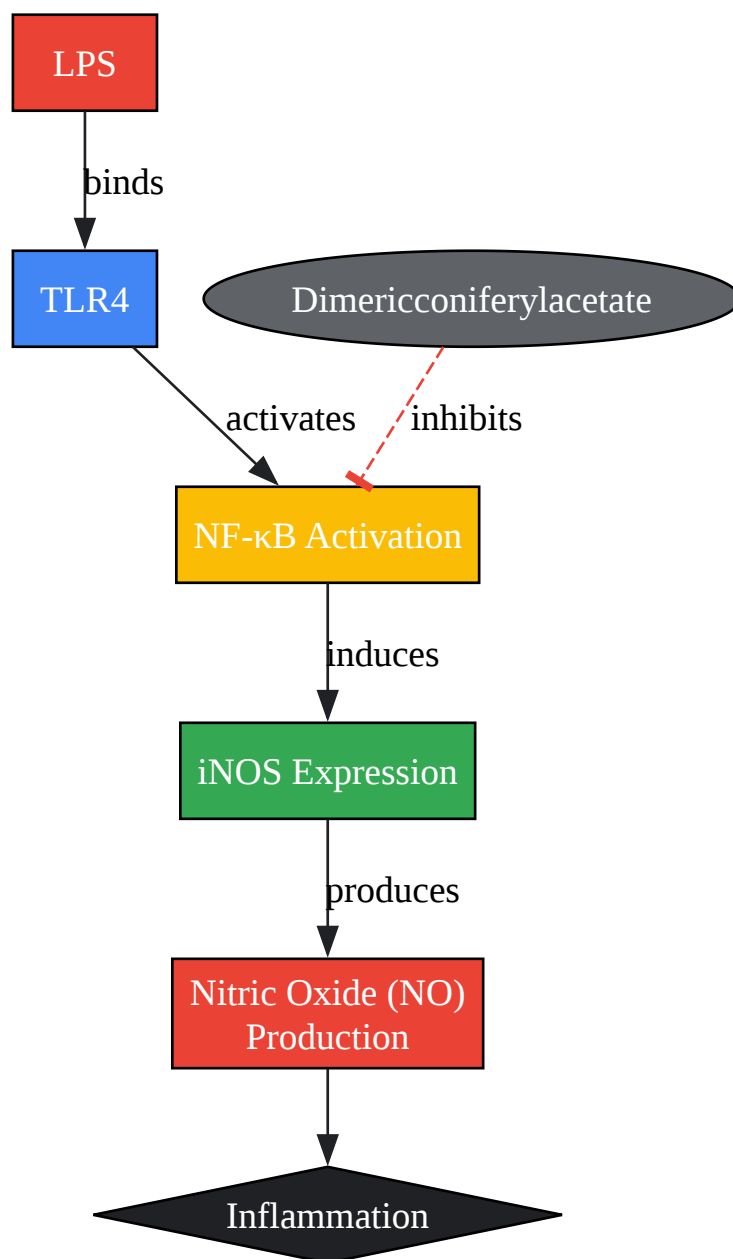 LPS
binds
TLR4
Dimericconiferylacetate
activates
inhibits
NF-κB Activation
induces
iNOS Expression
produces
Nitric Oxide (NO)
Production
Inflammation